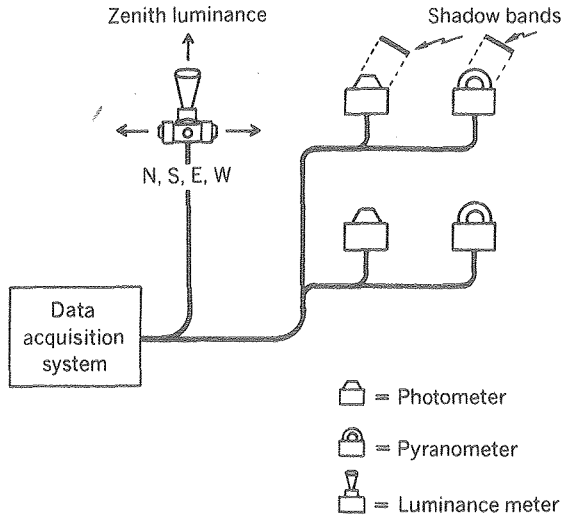 Zenith luminance
Shadow bands
N, S, E, W
Data
acquisition
system
= Photometer
= Pyranometer
= Luminance meter